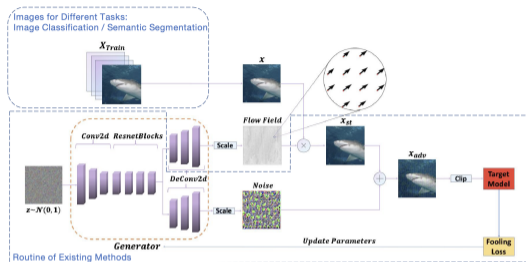 Images for Different Tasks:
Image Classification / Semantic Segmentation
X_Train
x
Flow Field
x_st
Conv2d ResnetBlocks
Scale
x_adv
DeConv2d
Noise
Clip
Target
Model
z~N(0,1)
Scale
Generator
Update Parameters
Fooling
Loss
Routine of Existing Methods